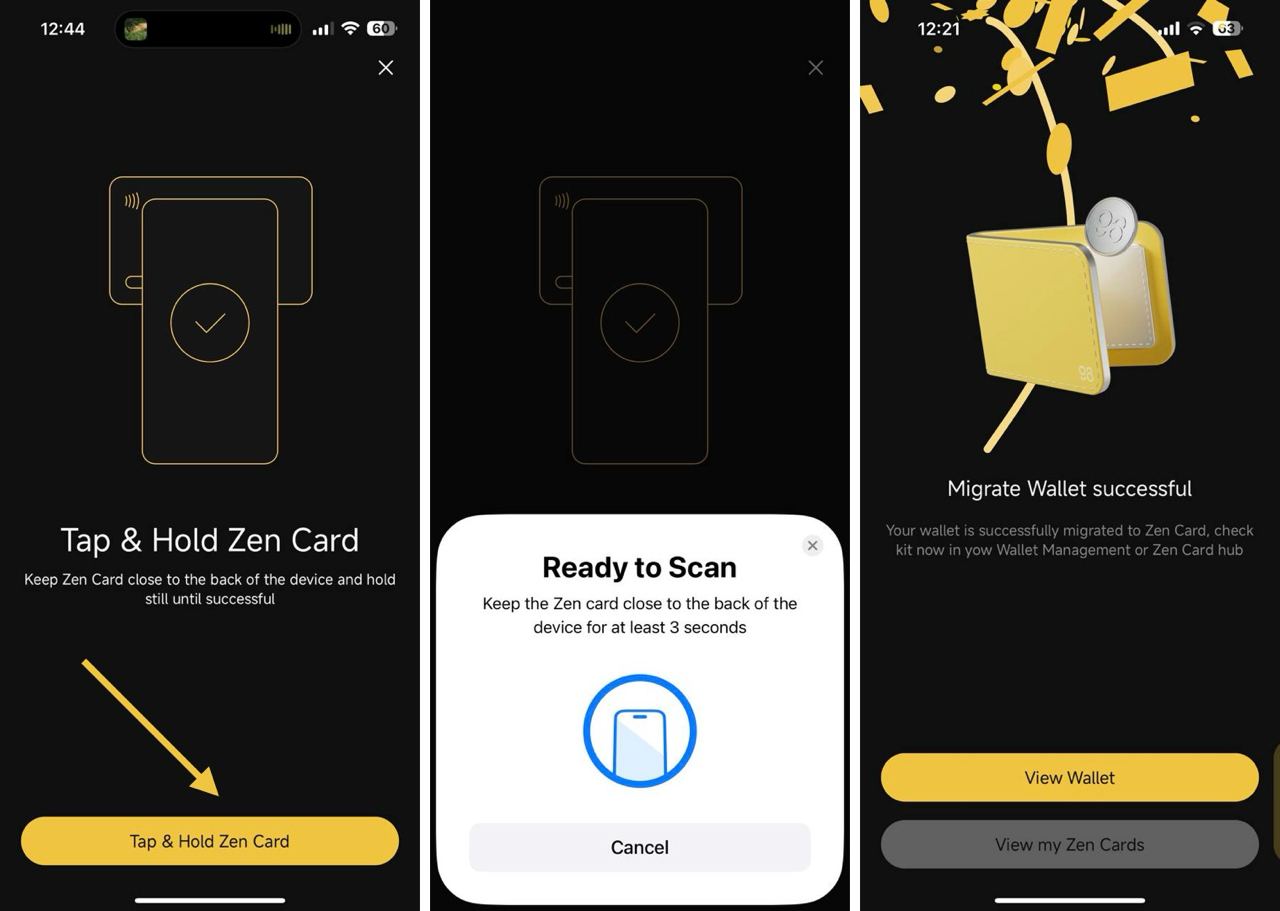 12:44
60
Tap & Hold Zen Card
Keep Zen Card close to the back of the device and hold
still until successful
Tap & Hold Zen Card
Ready to Scan
Keep the Zen card close to the back of the
device for at least 3 seconds
Cancel
12:21
63
98
98
Migrate Wallet successful
Your wallet is successfully migrated to Zen Card, check
kit now in yow Wallet Management or Zen Card hub
View Wallet
View my Zen Cards